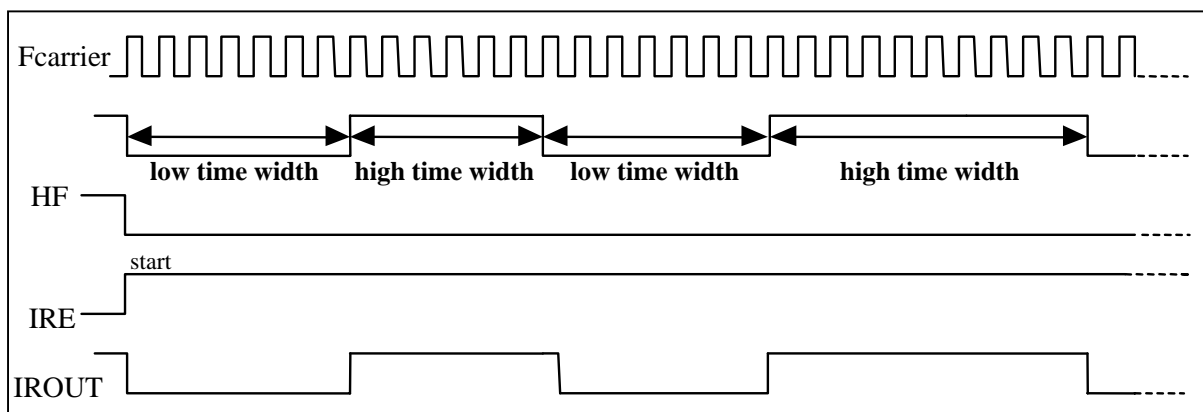 Fcarrier
low time width high time width low time width high time width
HF
start
IRE
IROUT